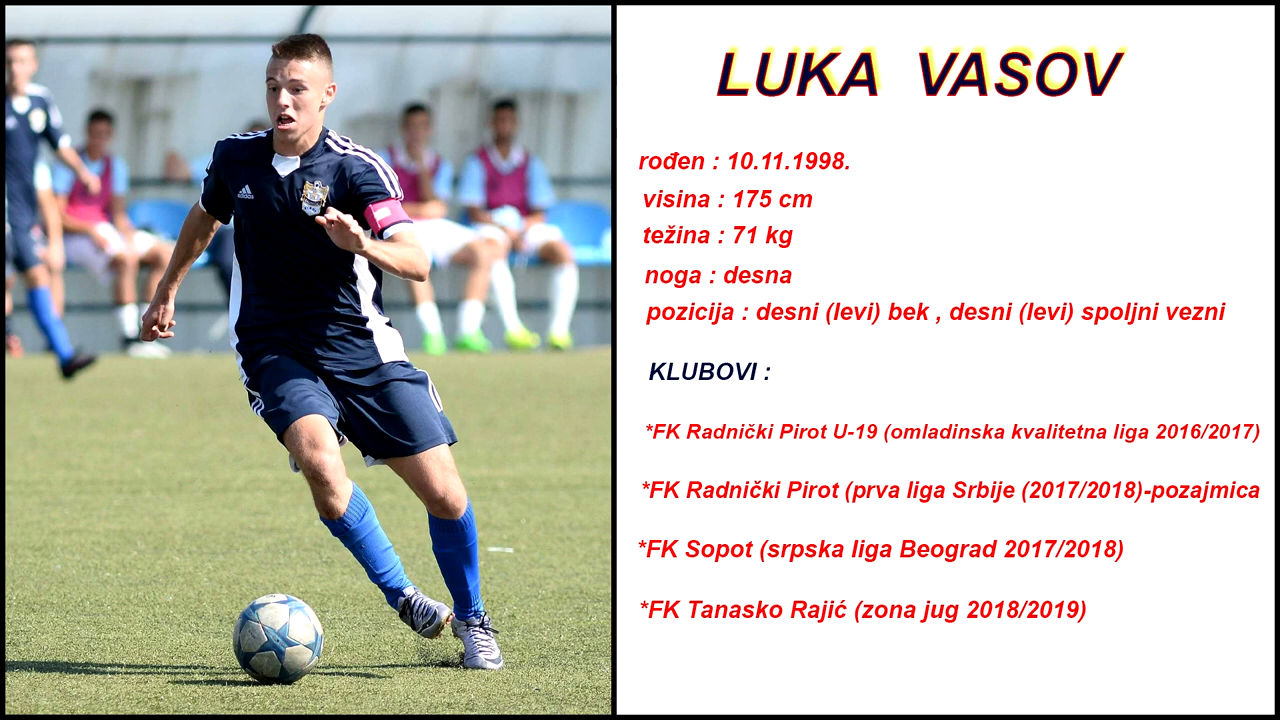 LUKA VASOV
rođen : 10.11.1998.
visina : 175 cm
težina : 71 kg
noga : desna
pozicija : desni (levi) bek , desni (levi) spoljni vezni
KLUBOVI :
*FK Radnički Pirot U-19 (omladinska kvalitetna liga 2016/2017)
*FK Radnički Pirot (prva liga Srbije (2017/2018)-pozajmica
*FK Sopot (srpska liga Beograd 2017/2018)
*FK Tanasko Rajić (zona jug 2018/2019)
adidas